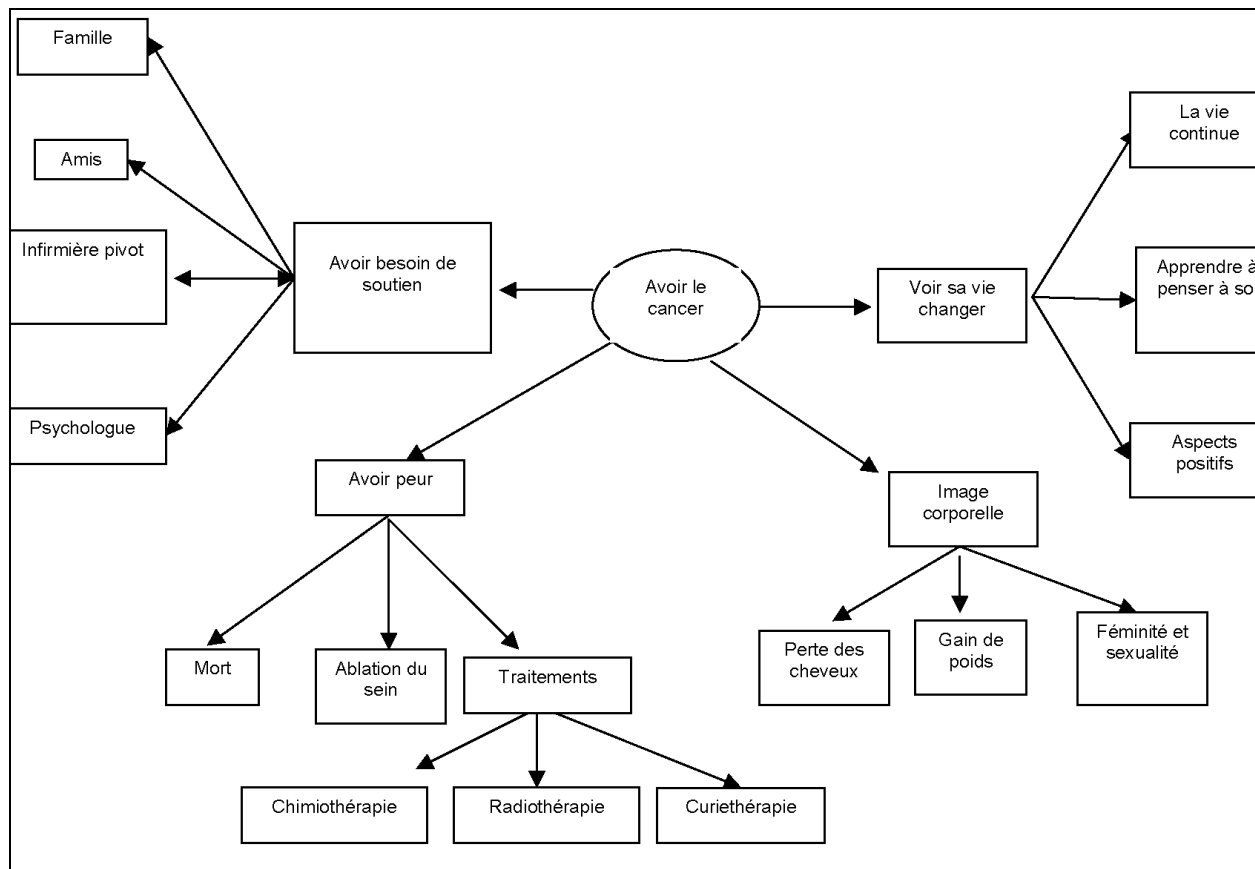 Famille
Amis
Infirmière pivot
Psychologue
Avoir besoin de
soutien
Avoir le
cancer
Voir sa vie
changer
La vie
continue
Apprendre à
penser à so
Aspects
positifs
Avoir peur
Mort
Ablation du
sein
Traitements
Chimiothérapie
Radiothérapie
Curiethérapie
Image
corporelle
Perte des
cheveux
Gain de
poids
Féminité et
sexualité